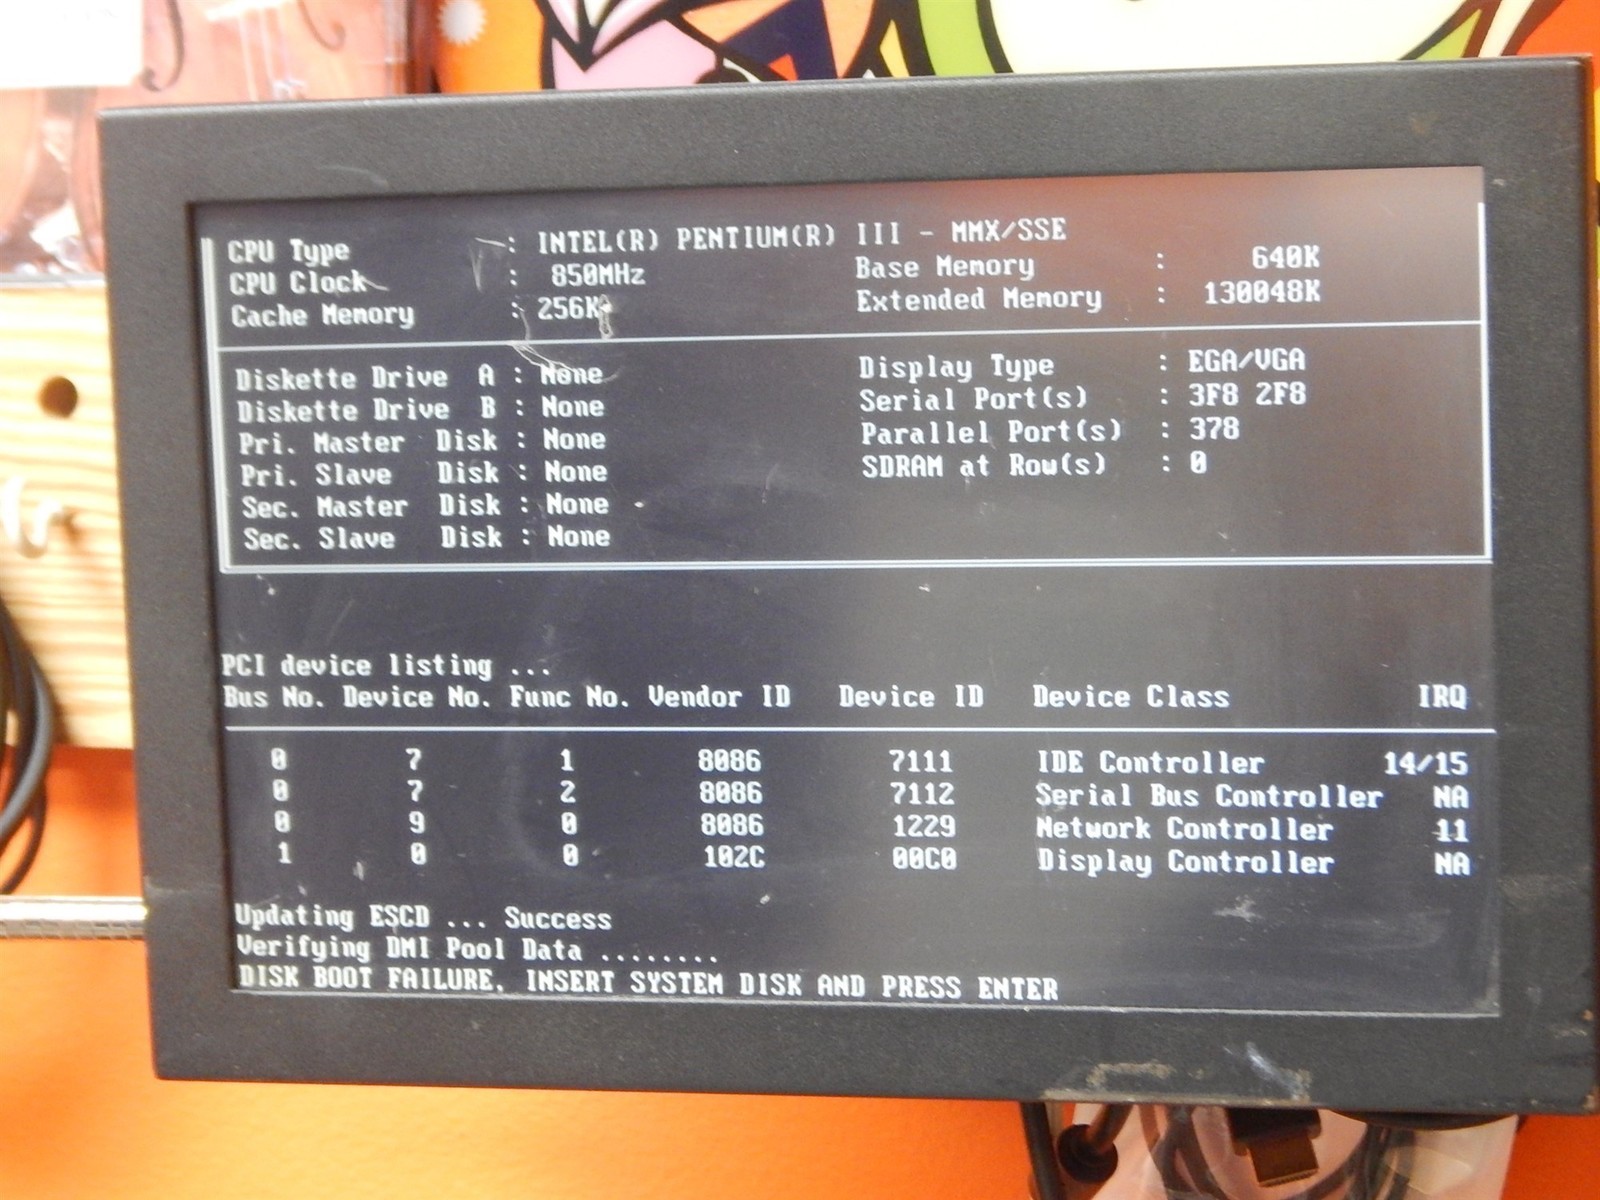 CPU Type : INTEL(R) PENTIUM(R) III - MMX/SSE
CPU Clock : 850MHz Base Memory : 640K
Cache Memory : 256K Extended Memory : 130048K
Diskette Drive A : None Display Type : EGA/VGA
Diskette Drive B : None Serial Port(s) : 3F8 2F8
Pri. Master Disk : None Parallel Port(s) : 378
Pri. Slave Disk : None SDRAM at Row(s) : 0
Sec. Master Disk : None
Sec. Slave Disk : None
PCI device listing ...
Bus No. Device No. Func No. Vendor ID Device ID Device Class IRQ
0 7 1 8086 7111 IDE Controller 14/15
0 7 2 8086 7112 Serial Bus Controller NA
0 9 0 8086 1229 Network Controller 11
1 0 0 102C 00C0 Display Controller NA
Updating ESCD ... Success
Verifying DMI Pool Data ........
DISK BOOT FAILURE, INSERT SYSTEM DISK AND PRESS ENTER